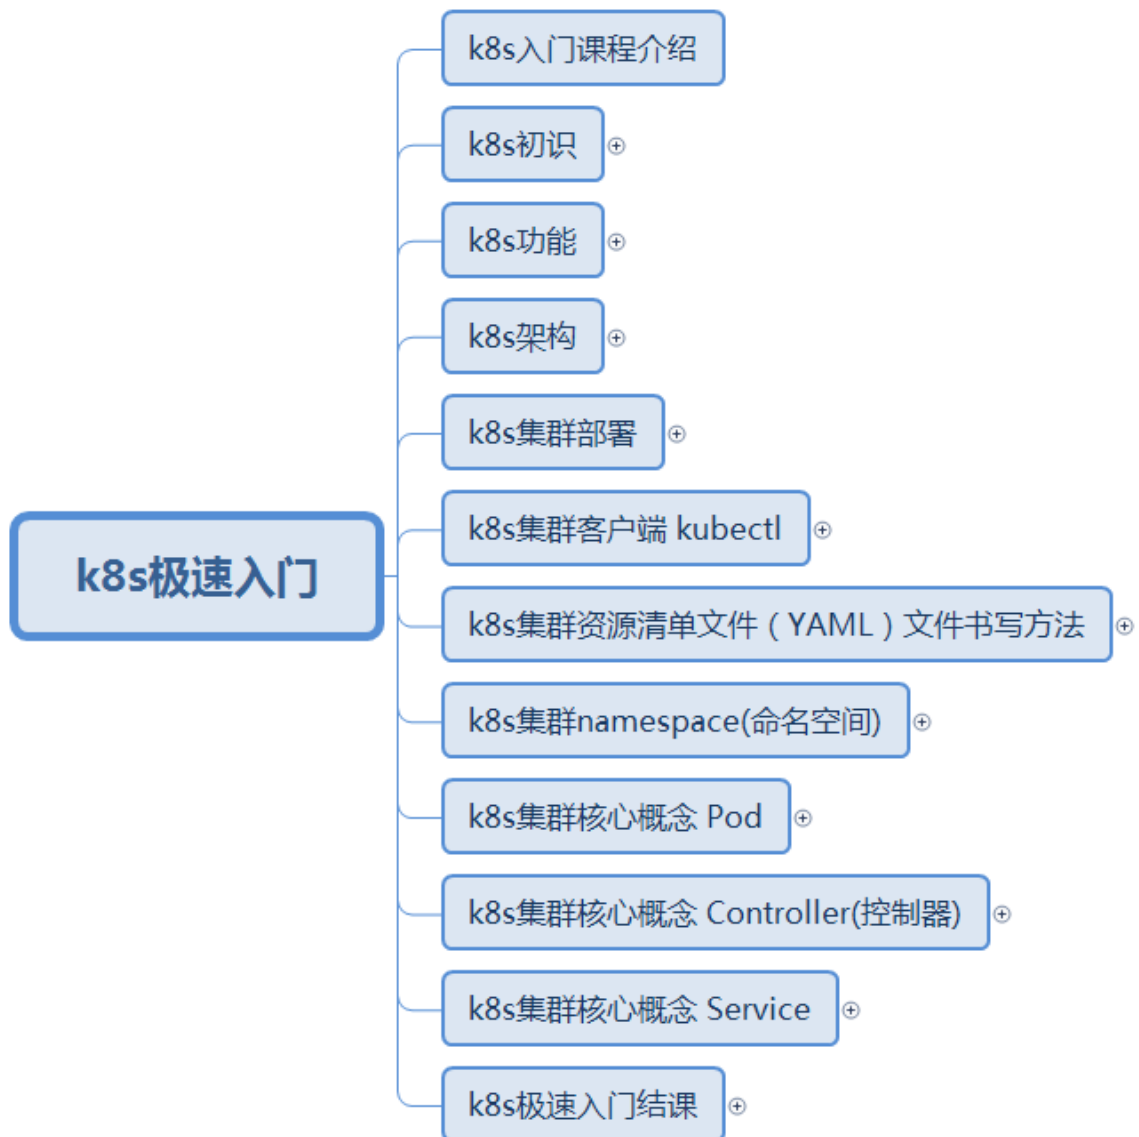 k8s入门课程介绍
k8s初识
k8s功能
k8s架构
k8s集群部署
k8s集群客户端 kubectl
k8s极速入门
k8s集群资源清单文件（YAML）文件书写方法
k8s集群namespace(命名空间)
k8s集群核心概念 Pod
k8s集群核心概念 Controller(控制器)
k8s集群核心概念 Service
k8s极速入门结课